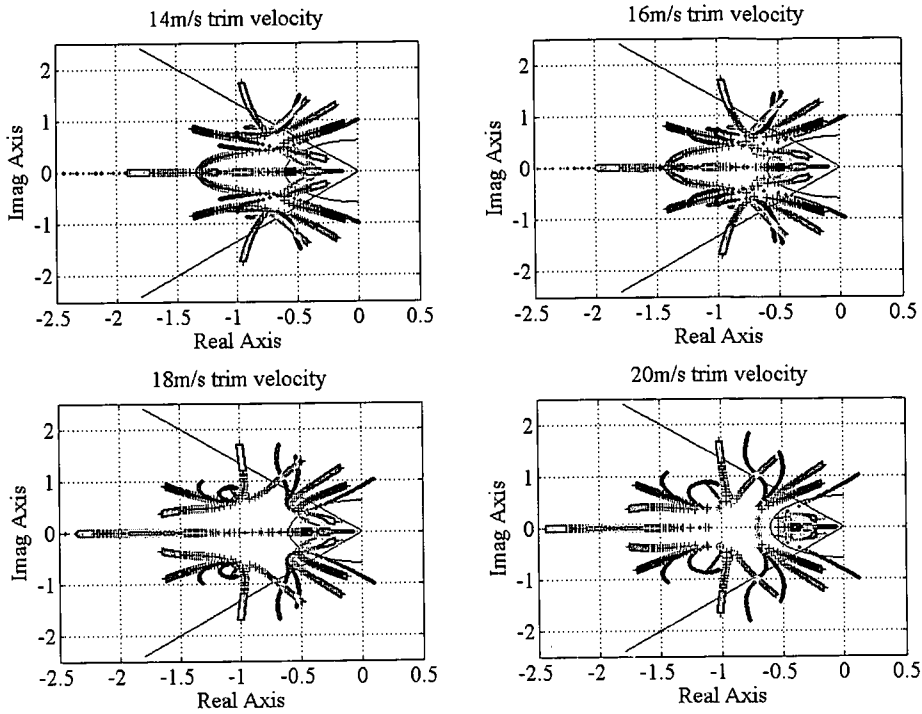 14m/s trim velocity
2
1
0
-1
-2
Imag Axis
-2.5 -2 -1.5 -1 -0.5 0 0.5
Real Axis
16m/s trim velocity
2
1
0
-1
-2
Imag Axis
-2.5 -2 -1.5 -1 -0.5 0 0.5
Real Axis
18m/s trim velocity
2
1
0
-1
-2
Imag Axis
-2.5 -2 -1.5 -1 -0.5 0 0.5
Real Axis
20m/s trim velocity
2
1
0
-1
-2
Imag Axis
-2.5 -2 -1.5 -1 -0.5 0 0.5
Real Axis